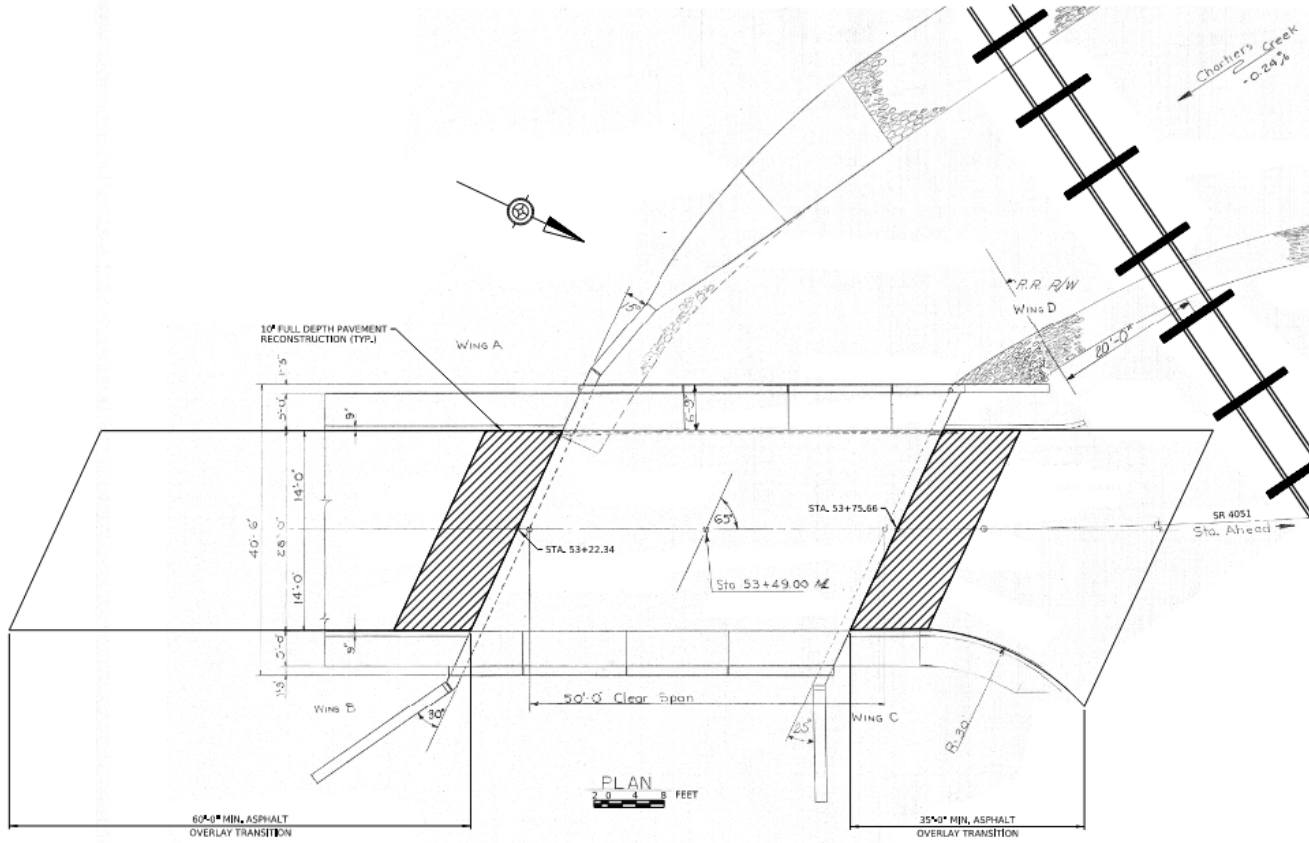 Chartiers Creek
-0.24%
R.R. R/W
WING D
20'-0"
15°
10" FULL DEPTH PAVEMENT
RECONSTRUCTION (TYP.)
WING A
1'-3"
5'-0"
9"
6'-9"
14'-0"
40'-6"
28'-0"
65°
STA. 53+75.66
SR 4051
Sta. Ahead
STA. 53+22.34
Sta 53+49.00
14'-0"
9"
5'-0"
1'-3"
WING B
30°
50'-0" Clear Span
25°
WING C
R=30'
PLAN
2 0 4 8 FEET
60'-0" MIN. ASPHALT
OVERLAY TRANSITION
35'-0" MIN. ASPHALT
OVERLAY TRANSITION